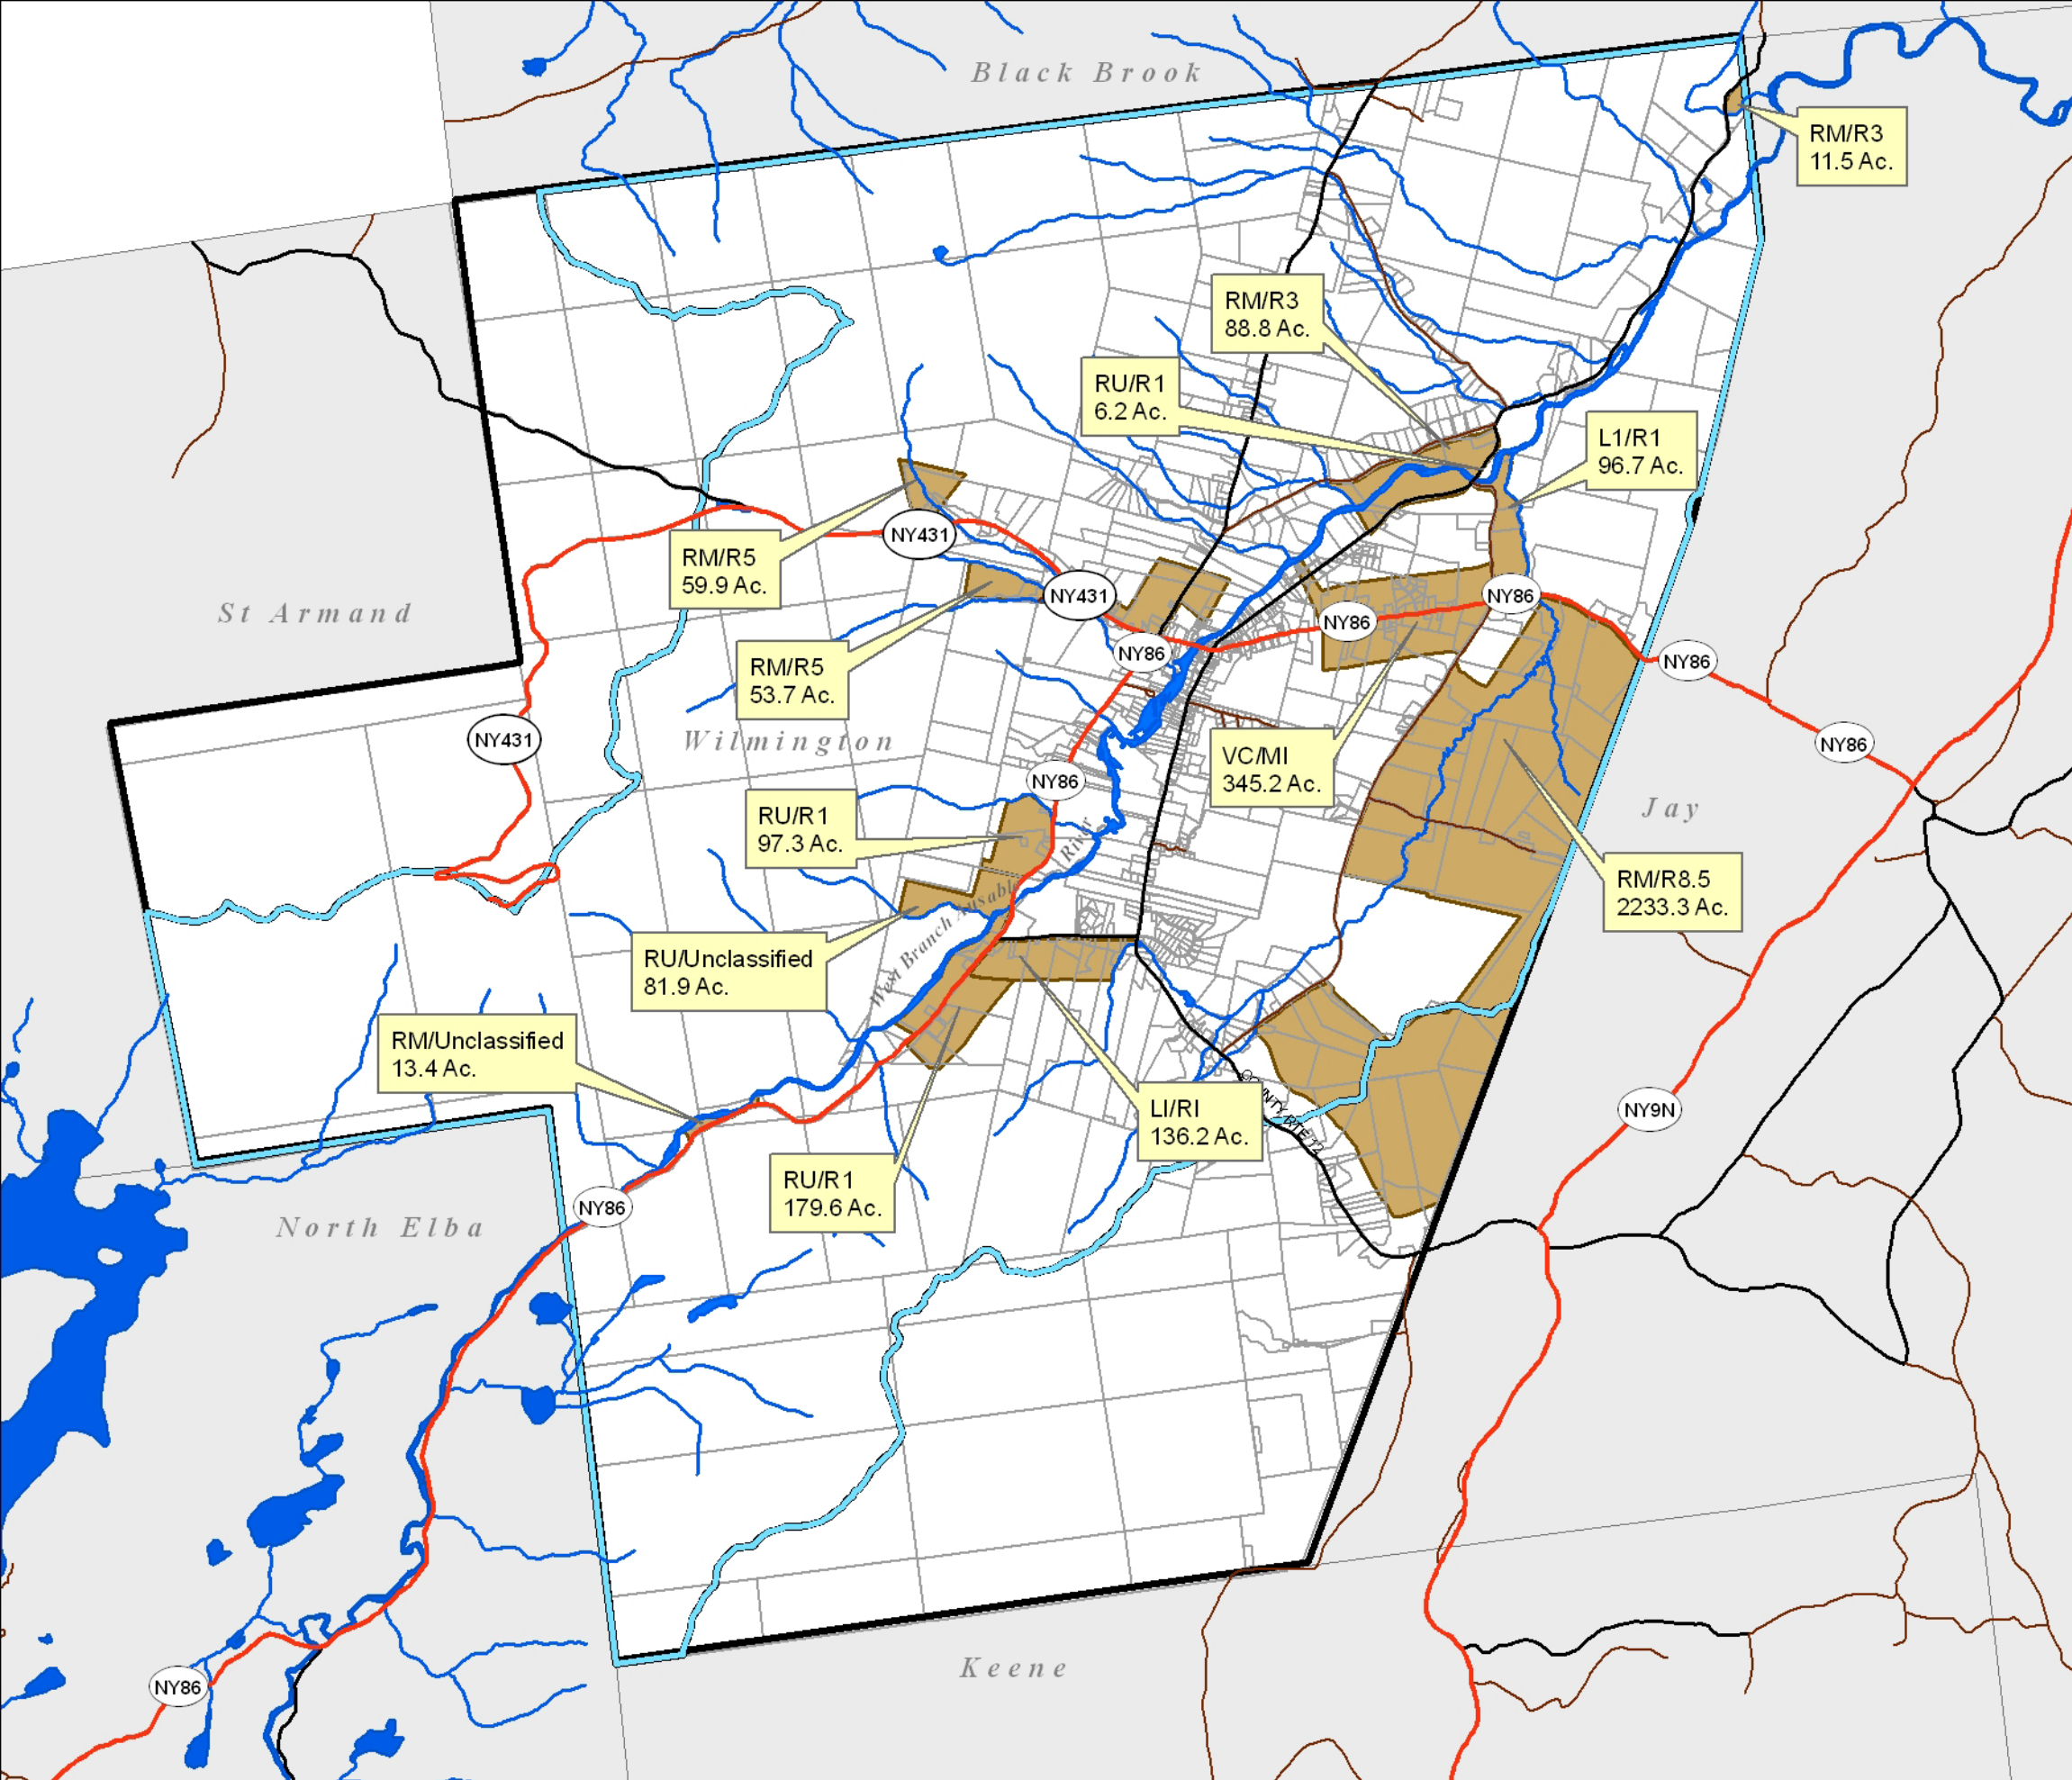 Black Brook
RM/R3
11.5 Ac.
RM/R3
88.8 Ac.
RU/R1
6.2 Ac.
L1/R1
96.7 Ac.
NY431
RM/R5
59.9 Ac.
NY431
NY86
NY86
St Armand
NY86
NY86
RM/R5
53.7 Ac.
NY431
Wilmington
NY86
VC/MI
345.2 Ac.
NY86
Jay
RU/R1
97.3 Ac.
RM/R8.5
2233.3 Ac.
West Branch Ausable River
RU/Unclassified
81.9 Ac.
RM/Unclassified
13.4 Ac.
COUNTY RTE 12
LI/RI
136.2 Ac.
NY9N
RU/R1
179.6 Ac.
NY86
North Elba
Keene
NY86